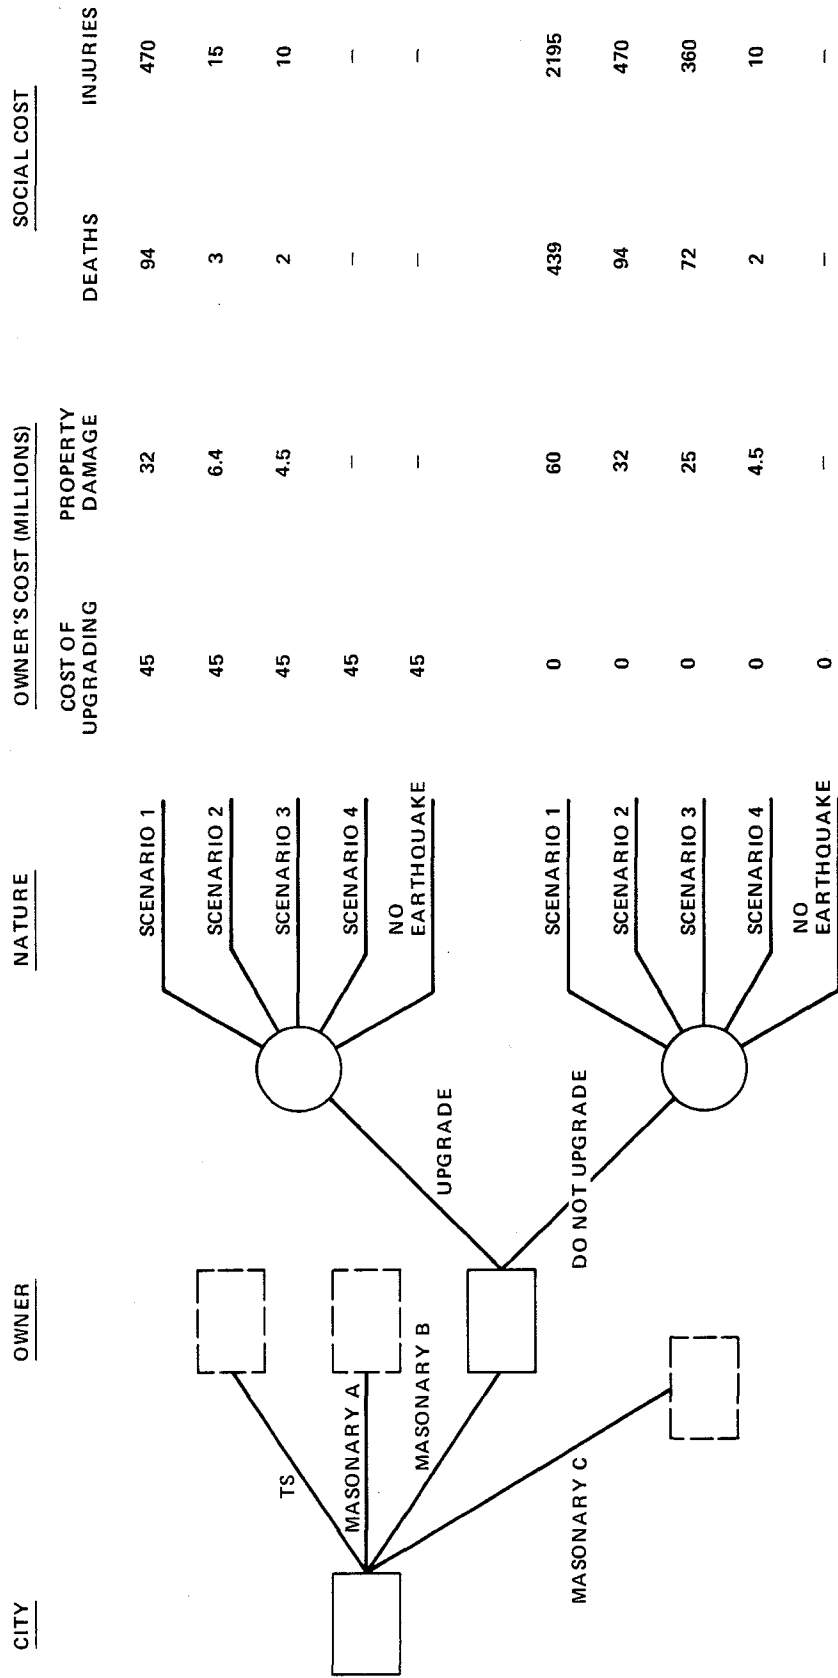 CITY
OWNER
NATURE
OWNER'S COST (MILLIONS)
SOCIAL COST
COST OF
UPGRADING
PROPERTY
DAMAGE
DEATHS
INJURIES
TS
MASONARY A
MASONARY B
MASONARY C
UPGRADE
DO NOT UPGRADE
SCENARIO 1 45 32 94 470
SCENARIO 2 45 6.4 3 15
SCENARIO 3 45 4.5 2 10
SCENARIO 4 45 — — —
NO
EARTHQUAKE 45 — — —
SCENARIO 1 0 60 439 2195
SCENARIO 2 0 32 94 470
SCENARIO 3 0 25 72 360
SCENARIO 4 0 4.5 2 10
NO
EARTHQUAKE 0 — — —